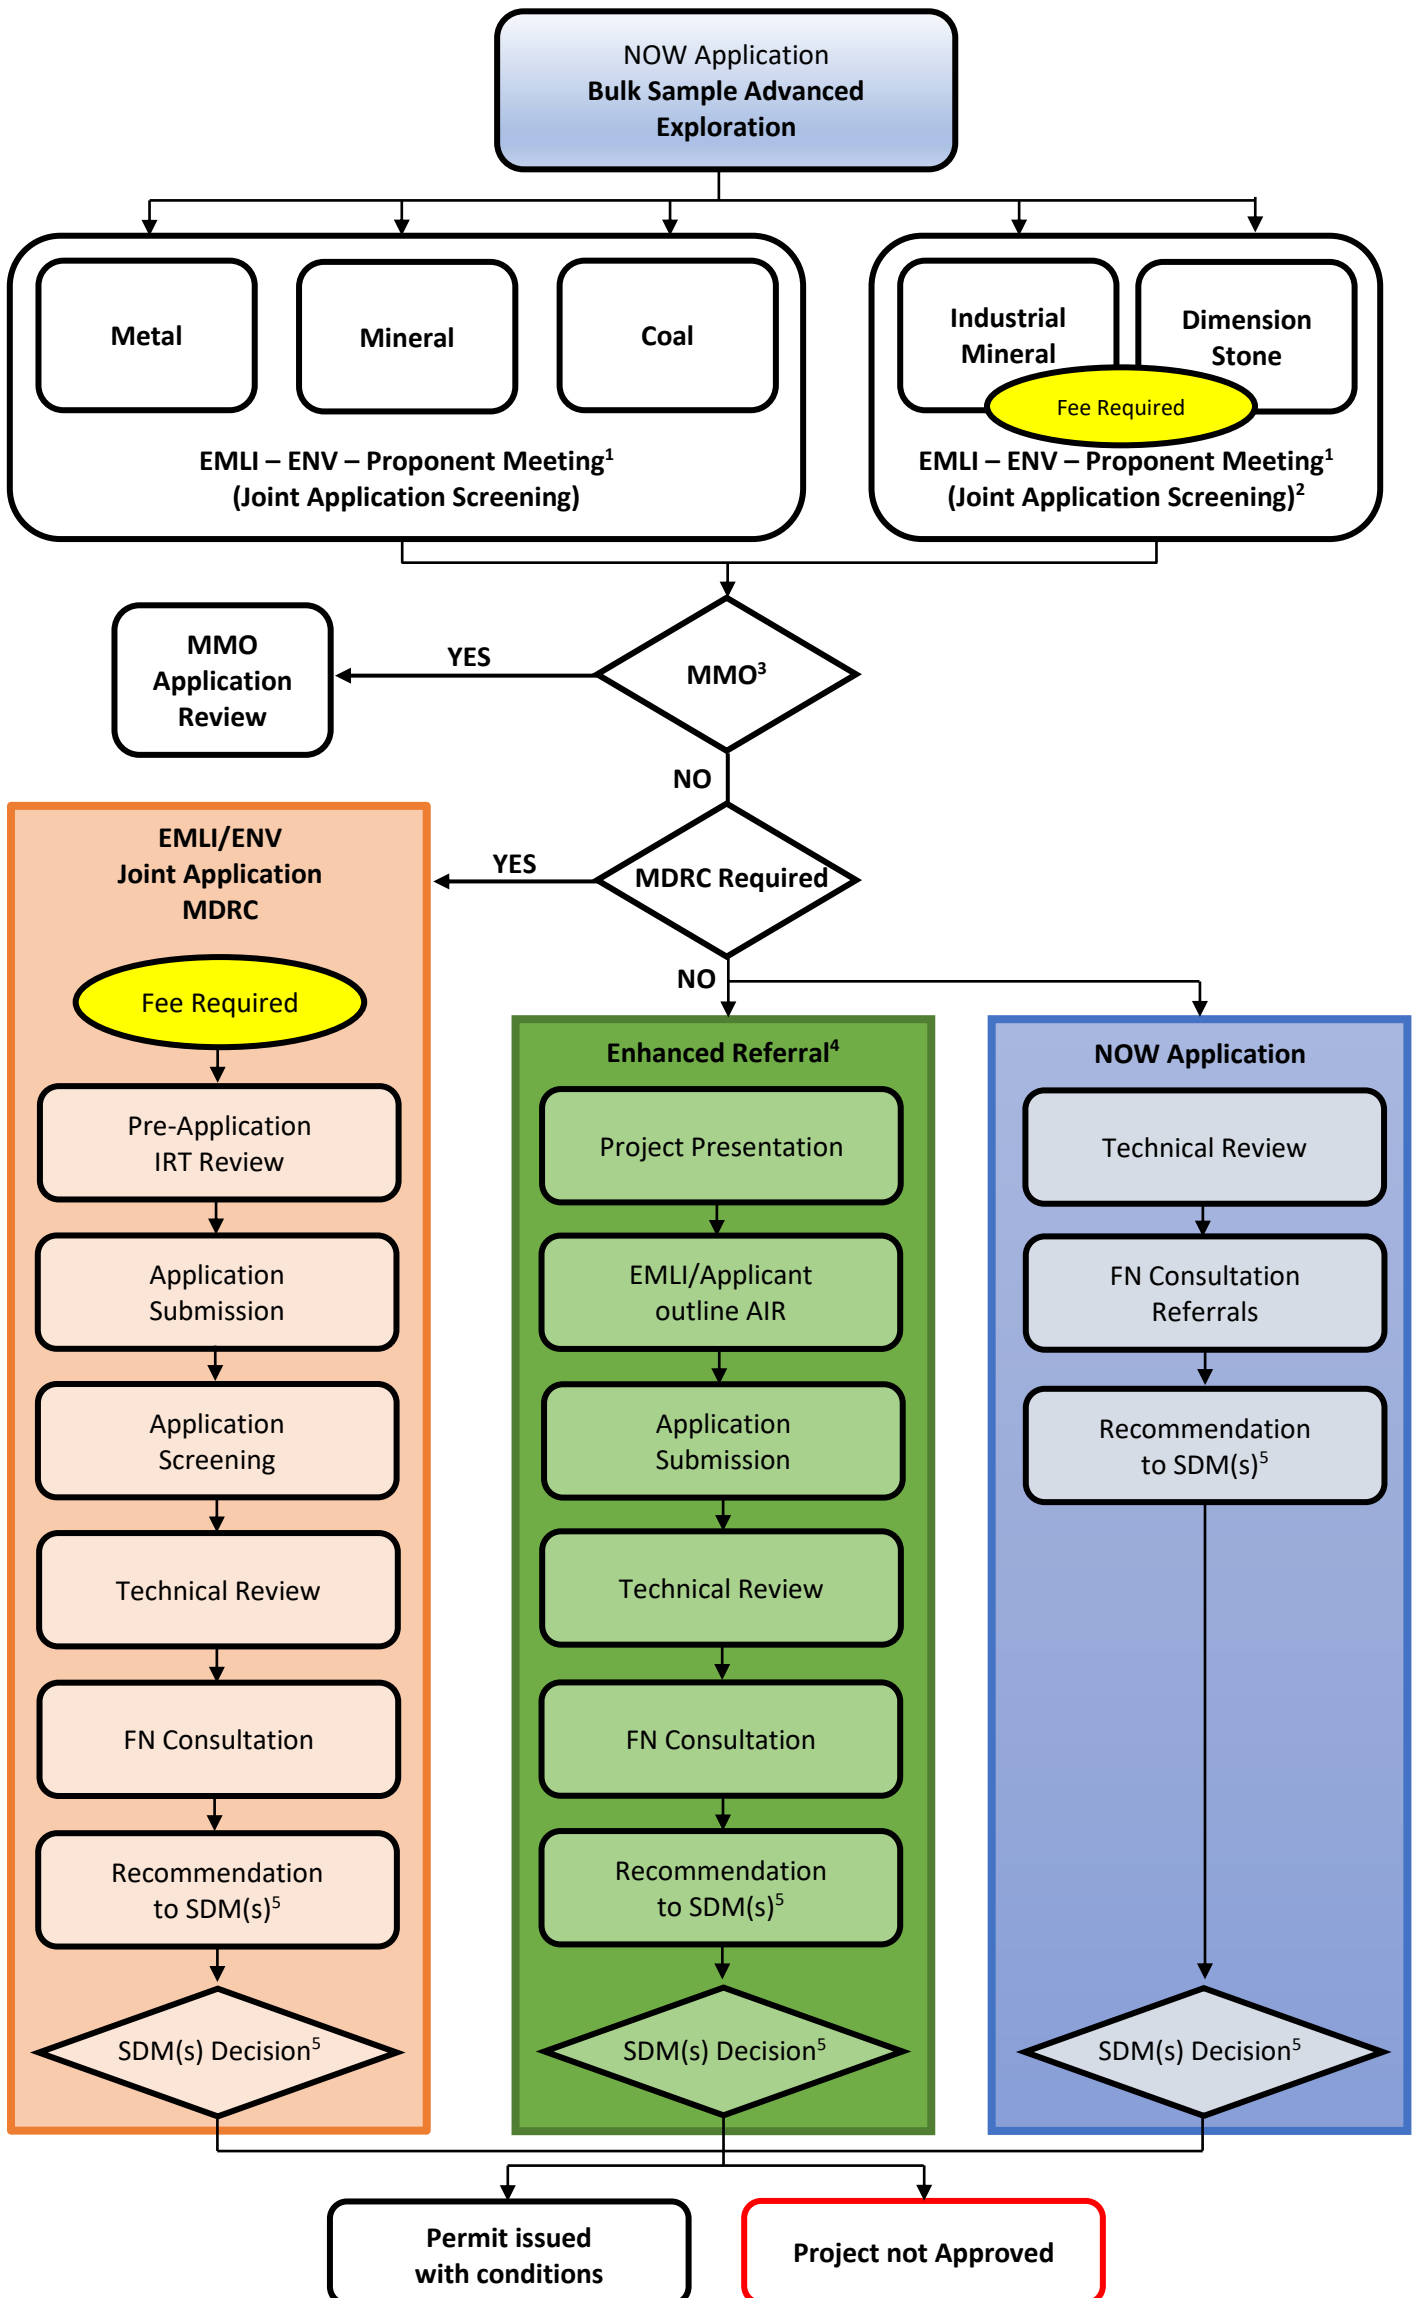 NOW Application
Bulk Sample Advanced
Exploration
Metal
Mineral
Coal
EMLI – ENV – Proponent Meeting¹
(Joint Application Screening)
Industrial
Mineral
Dimension
Stone
Fee Required
EMLI – ENV – Proponent Meeting¹
(Joint Application Screening)²
MMO³
YES
MMO
Application
Review
NO
MDRC Required
YES
NO
EMLI/ENV
Joint Application
MDRC
Fee Required
Pre-Application
IRT Review
Application
Submission
Application
Screening
Technical Review
FN Consultation
Recommendation
to SDM(s)⁵
SDM(s) Decision⁵
Enhanced Referral⁴
Project Presentation
EMLI/Applicant
outline AIR
Application
Submission
Technical Review
FN Consultation
Recommendation
to SDM(s)⁵
SDM(s) Decision⁵
NOW Application
Technical Review
FN Consultation
Referrals
Recommendation
to SDM(s)⁵
SDM(s) Decision⁵
Permit issued
with conditions
Project not Approved